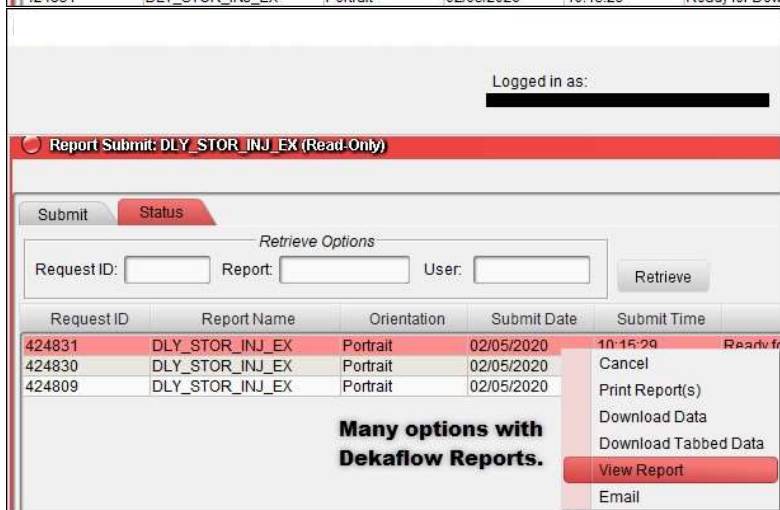 Logged in as:
Report Submit: DLY_STOR_INJ_EX (Read-Only)
Submit Status
Retrieve Options
Request ID: Report: User: Retrieve
Request ID Report Name Orientation Submit Date Submit Time
424831 DLY_STOR_INJ_EX Portrait 02/05/2020 10:15:29 Ready fo
424830 DLY_STOR_INJ_EX Portrait 02/05/2020
424809 DLY_STOR_INJ_EX Portrait 02/05/2020
Cancel
Print Report(s)
Download Data
Download Tabbed Data
View Report
Email
Many options with
Dekaflow Reports.